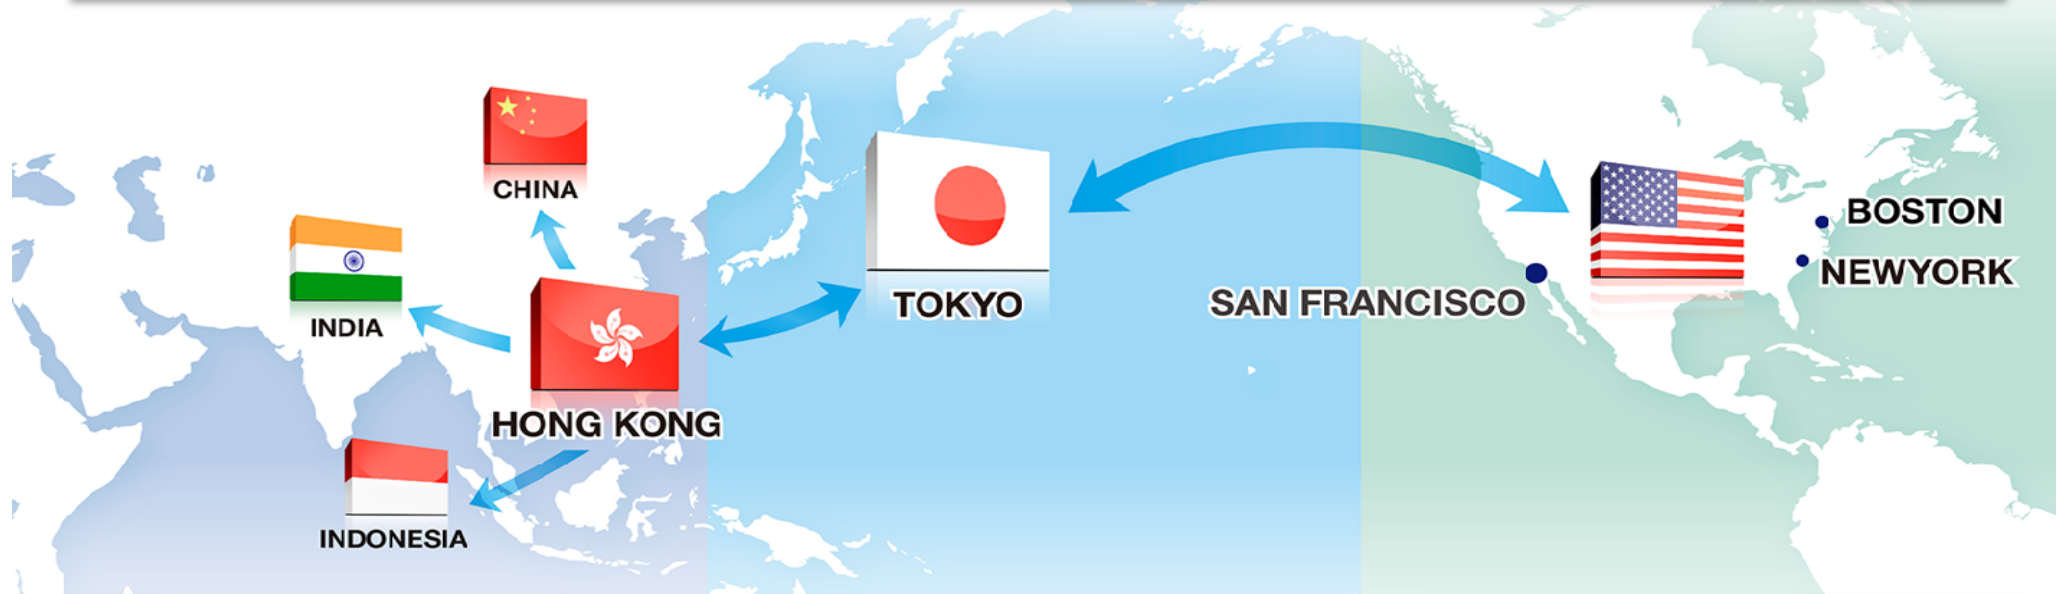 CHINA
INDIA
HONG KONG
INDONESIA
TOKYO
SAN FRANCISCO
BOSTON
NEWYORK